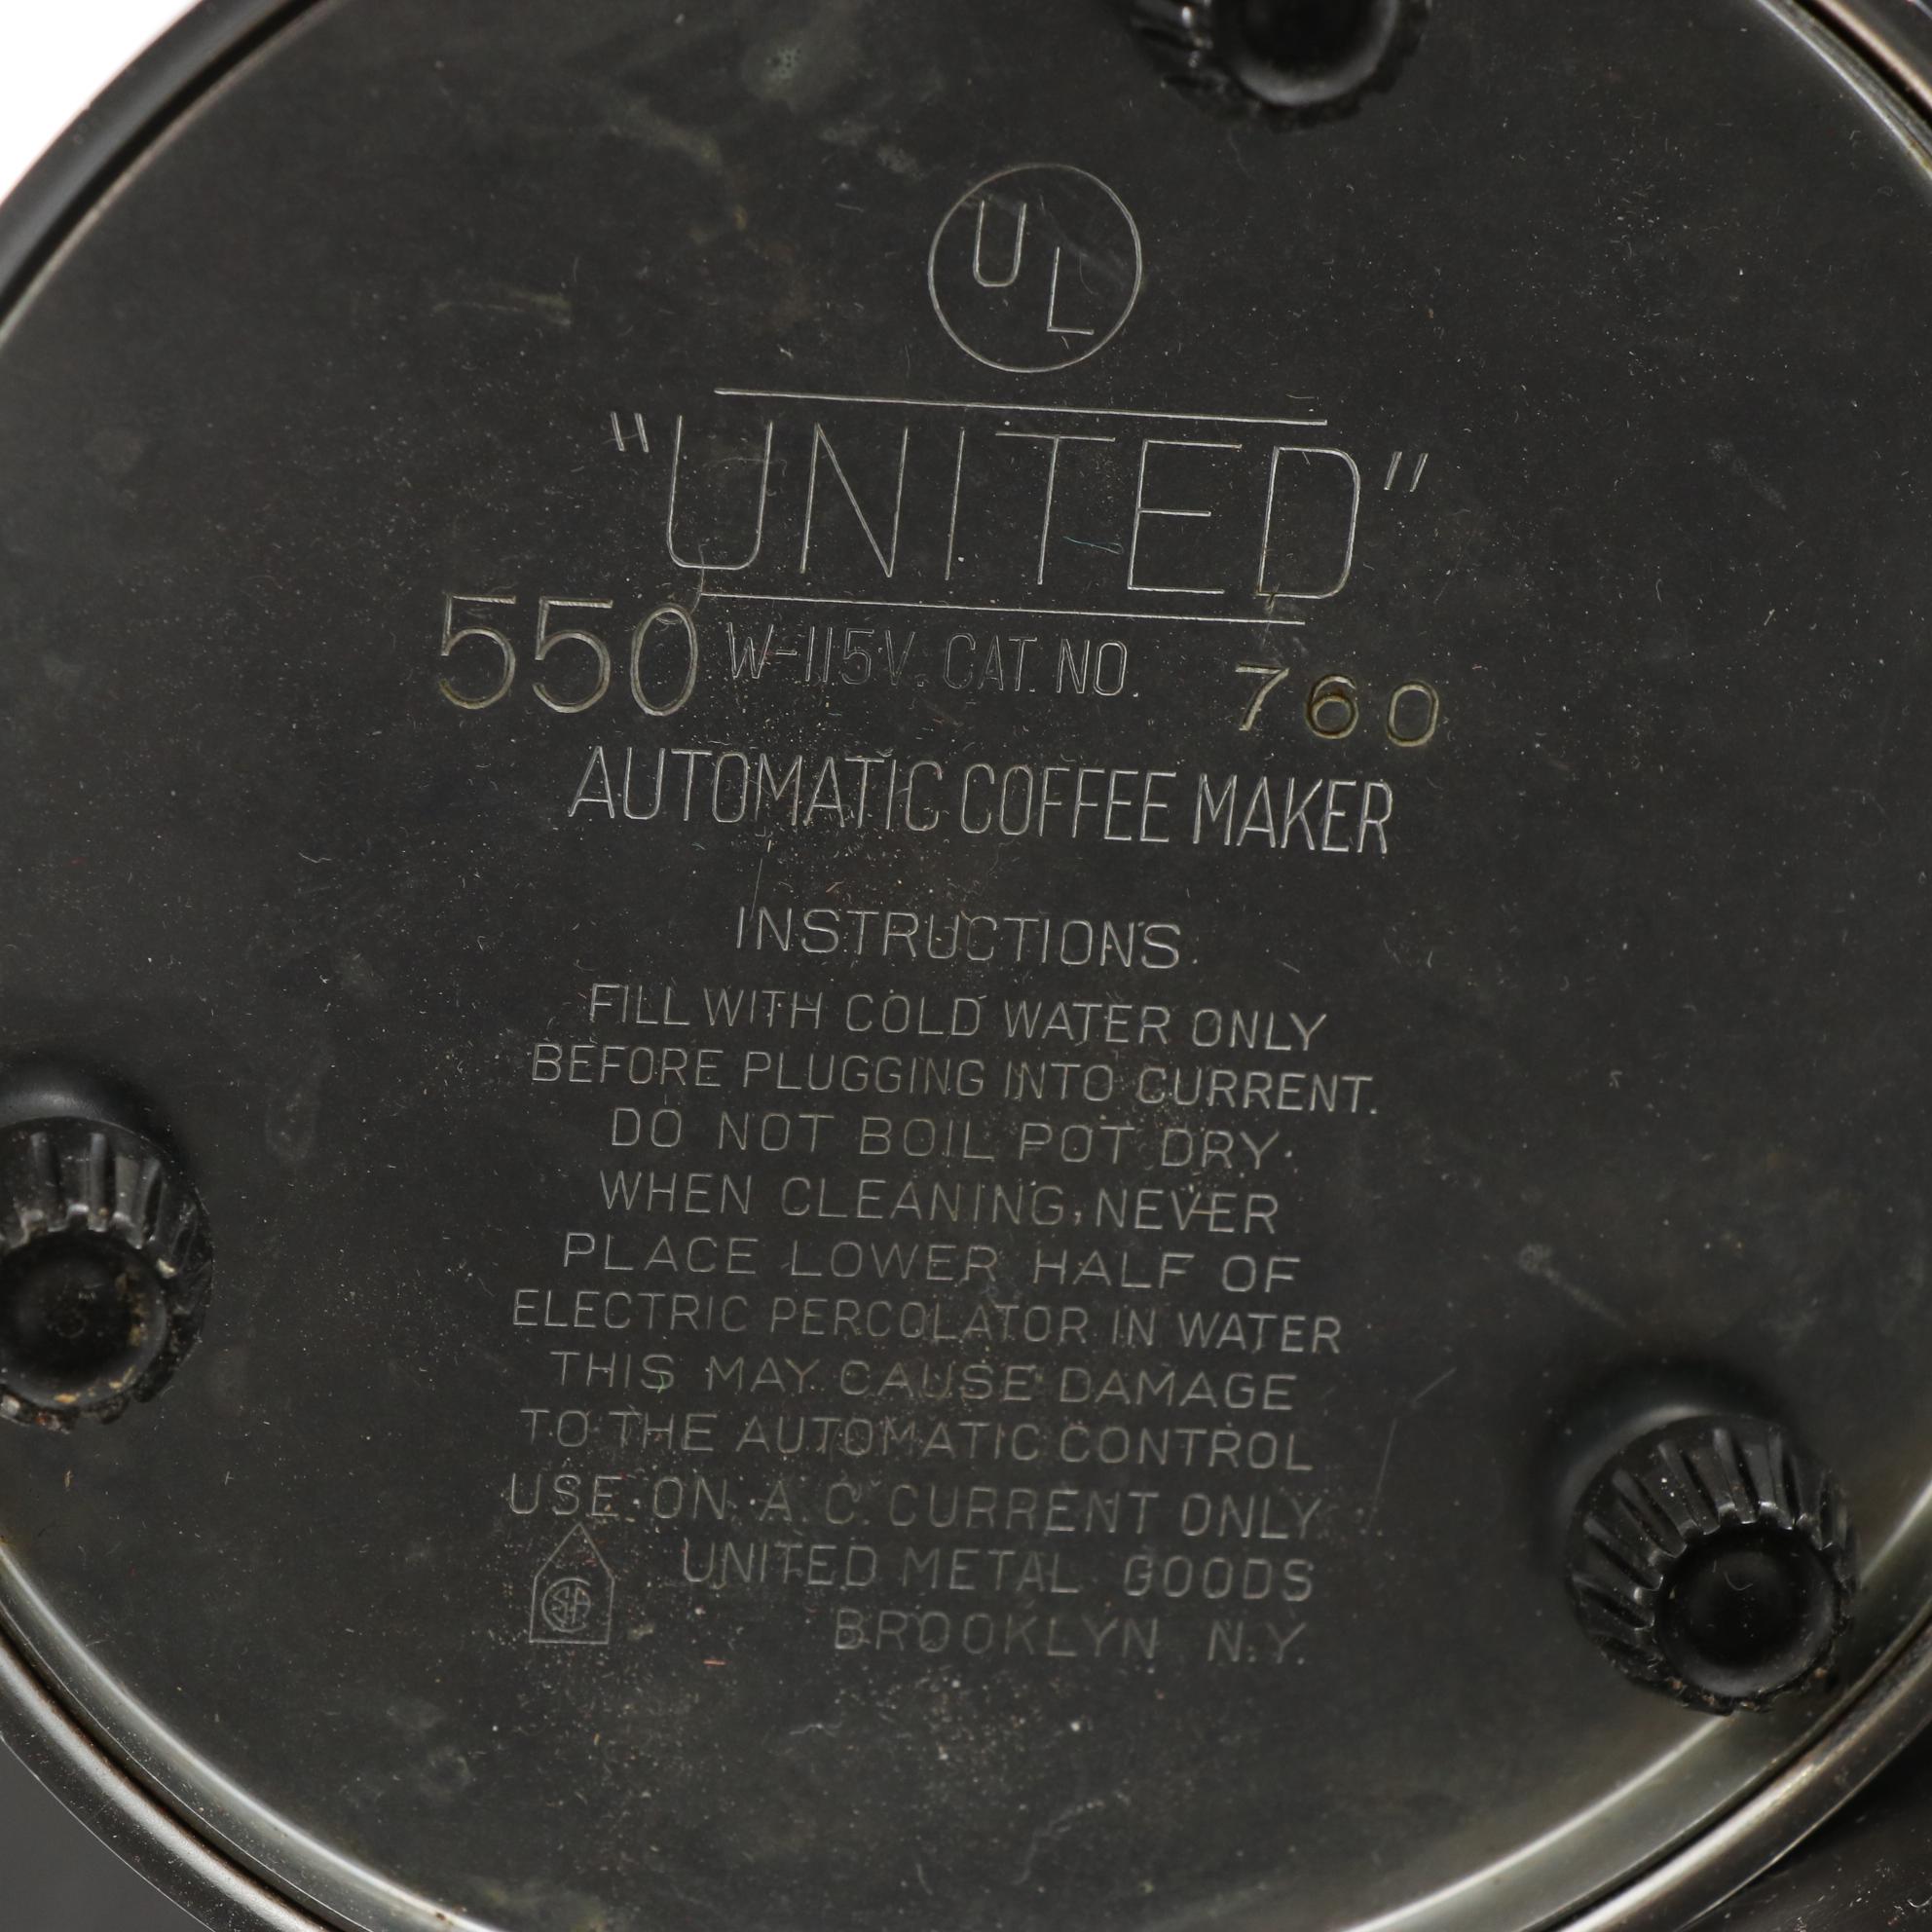 UL
"UNITED"
550 W-115V. CAT. NO. 760
AUTOMATIC COFFEE MAKER
INSTRUCTIONS.
FILL WITH COLD WATER ONLY
BEFORE PLUGGING INTO CURRENT.
DO NOT BOIL POT DRY.
WHEN CLEANING, NEVER
PLACE LOWER HALF OF
ELECTRIC PERCOLATOR IN WATER
THIS MAY CAUSE DAMAGE
TO THE AUTOMATIC CONTROL
USE ON A.C. CURRENT ONLY.
UNITED METAL GOODS
BROOKLYN N.Y.